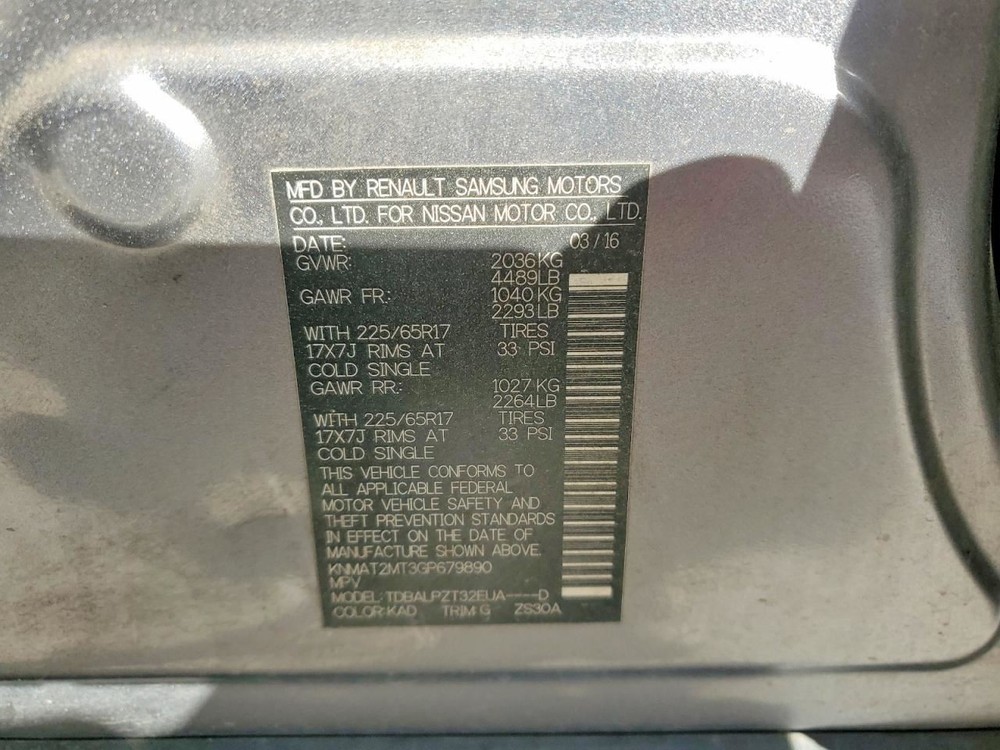 MFD BY RENAULT SAMSUNG MOTORS
CO., LTD. FOR NISSAN MOTOR CO., LTD.
DATE: 03/16
GVWR: 2036KG
4489LB
GAWR FR: 1040KG
2293LB
WITH 225/65R17 TIRES
17X7J RIMS AT 33 PSI
COLD SINGLE
GAWR RR: 1027KG
2264LB
WITH 225/65R17 TIRES
17X7J RIMS AT 33 PSI
COLD SINGLE
THIS VEHICLE CONFORMS TO
ALL APPLICABLE FEDERAL
MOTOR VEHICLE SAFETY AND
THEFT PREVENTION STANDARDS
IN EFFECT ON THE DATE OF
MANUFACTURE SHOWN ABOVE.
KNMAT2MT3GP679890
MPV
MODEL: TDBALPZT32EUA----D
COLOR:KAD TRIM:G ZS30A